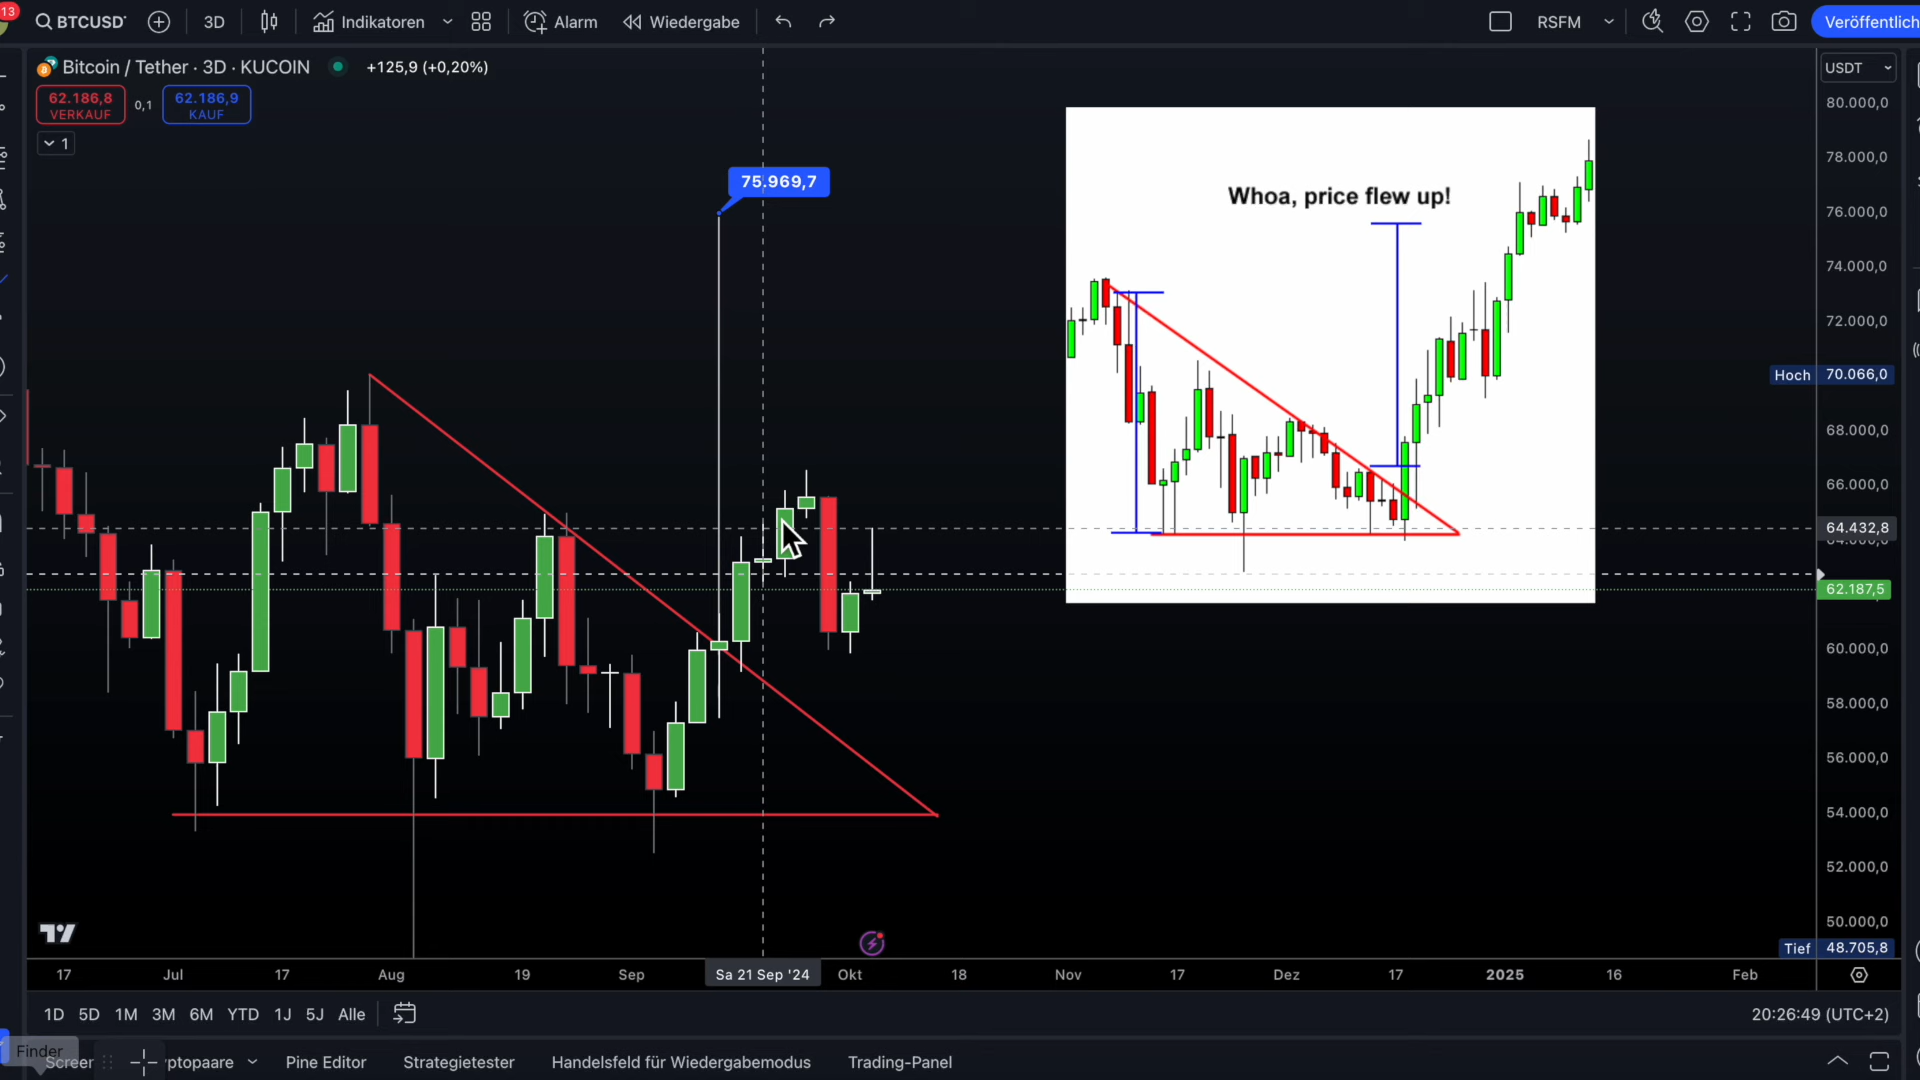 13
BTCUSD
3D
Indikatoren
Alarm
Wiedergabe
RSFM
Veröffentlich
Bitcoin / Tether · 3D · KUCOIN
+125,9 (+0,20%)
62.186,8
VERKAUF
0,1
62.186,9
KAUF
1
75.969,7
Whoa, price flew up!
USDT
80.000,0
78.000,0
76.000,0
74.000,0
72.000,0
Hoch 70.066,0
68.000,0
66.000,0
64.432,8
62.187,5
60.000,0
58.000,0
56.000,0
54.000,0
52.000,0
50.000,0
Tief 48.705,8
17 Jul 17 Aug 19 Sep Sa 21 Sep '24 Okt 18 Nov 17 Dez 17 2025 16 Feb
1D 5D 1M 3M 6M YTD 1J 5J Alle
20:26:49 (UTC+2)
Finder
Screer
ptopaare
Pine Editor
Strategietester
Handelsfeld für Wiedergabemodus
Trading-Panel